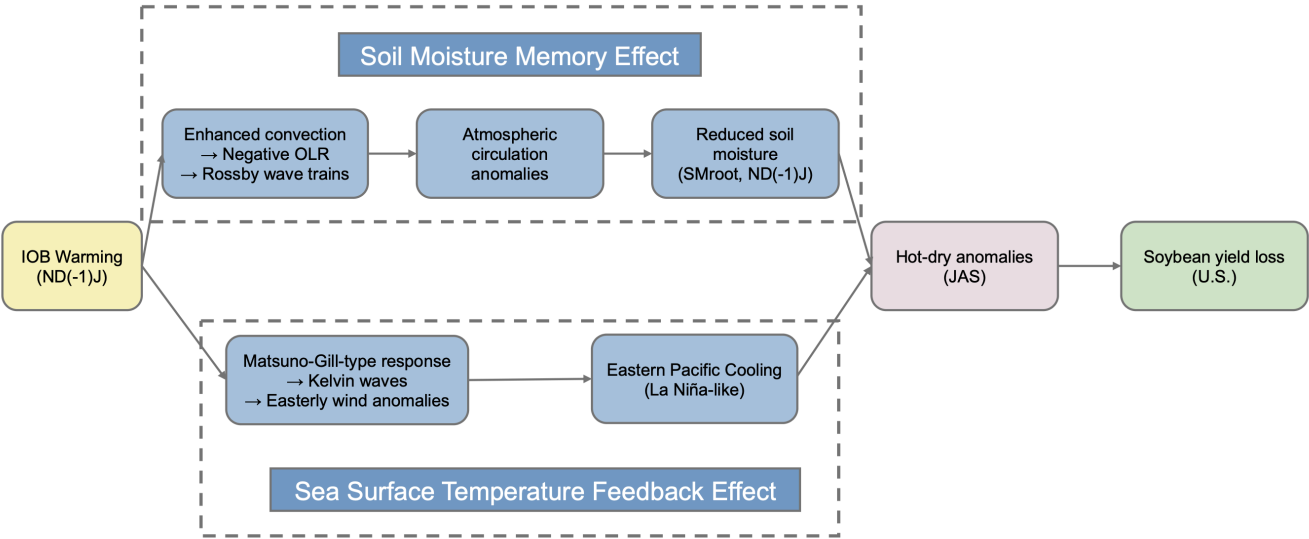 Soil Moisture Memory Effect
Enhanced convection
→ Negative OLR
→ Rossby wave trains
Atmospheric
circulation
anomalies
Reduced soil
moisture
(SMroot, ND(-1)J)
IOB Warming
(ND(-1)J)
Hot-dry anomalies
(JAS)
Soybean yield loss
(U.S.)
Matsuno-Gill-type response
→ Kelvin waves
→ Easterly wind anomalies
Eastern Pacific Cooling
(La Niña-like)
Sea Surface Temperature Feedback Effect